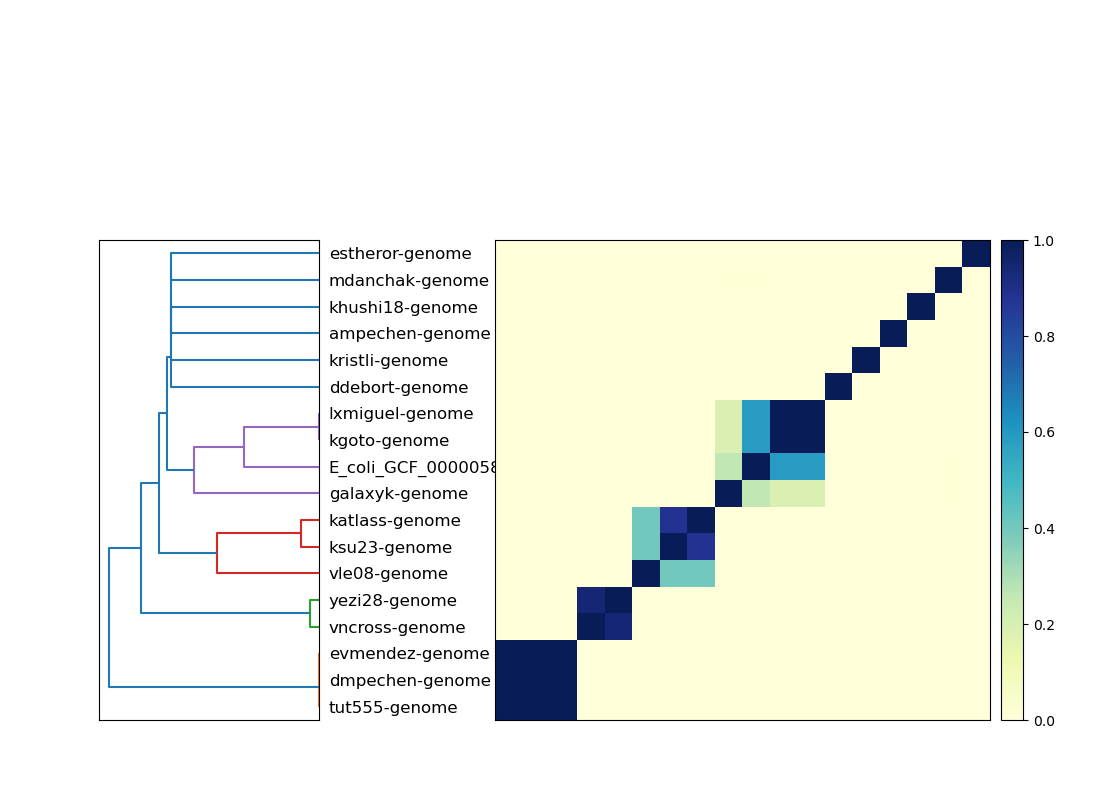 estheror-genome
mdanchak-genome
khushi18-genome
ampechen-genome
kristli-genome
ddebort-genome
lxmiguel-genome
kgoto-genome
E_coli_GCF_0000058
galaxyk-genome
katlass-genome
ksu23-genome
vle08-genome
yezi28-genome
vncross-genome
evmendez-genome
dmpechen-genome
tut555-genome
1.0
0.8
0.6
0.4
0.2
0.0